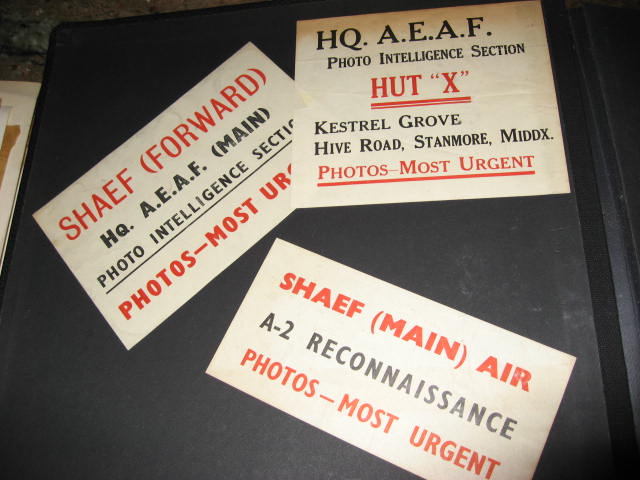 HQ. A.E.A.F.
PHOTO INTELLIGENCE SECTION
HUT "X"
KESTREL GROVE
HIVE ROAD, STANMORE, MIDDX.
PHOTOS-MOST URGENT
SHAEF (FORWARD)
HQ. A.E.A.F. (MAIN)
PHOTO INTELLIGENCE SECTIO
PHOTOS-MOST URG
SHAEF (MAIN) AIR
A-2 RECONNAISSANCE
PHOTOS-MOST URGENT